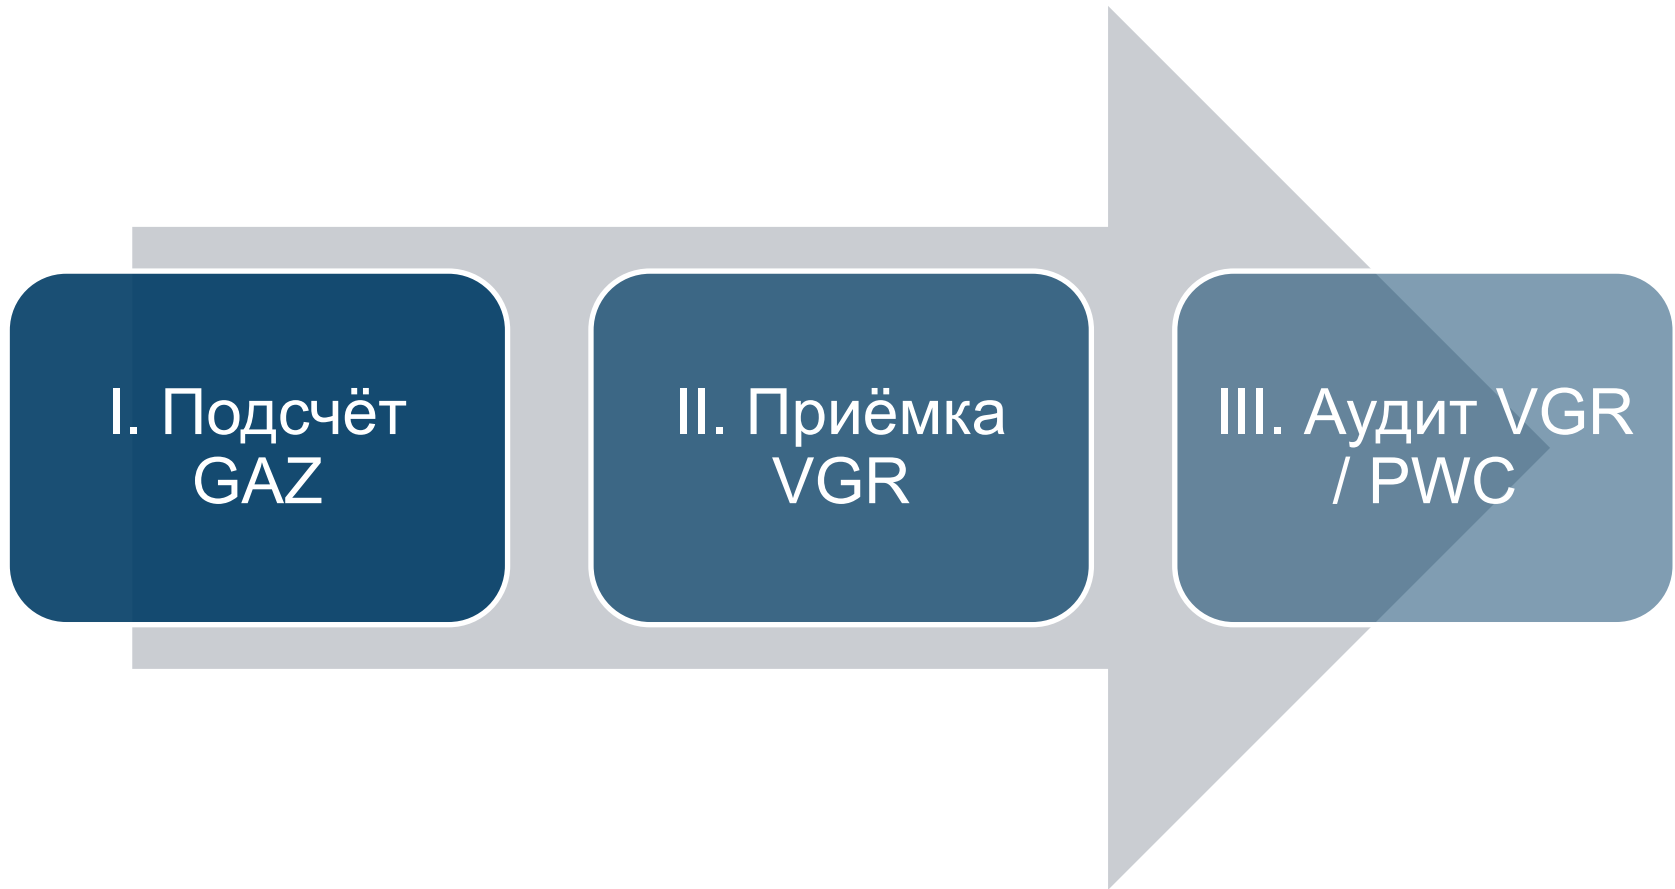 I. Подсчёт
GAZ
II. Приёмка
VGR
III. Аудит VGR
/ PWC